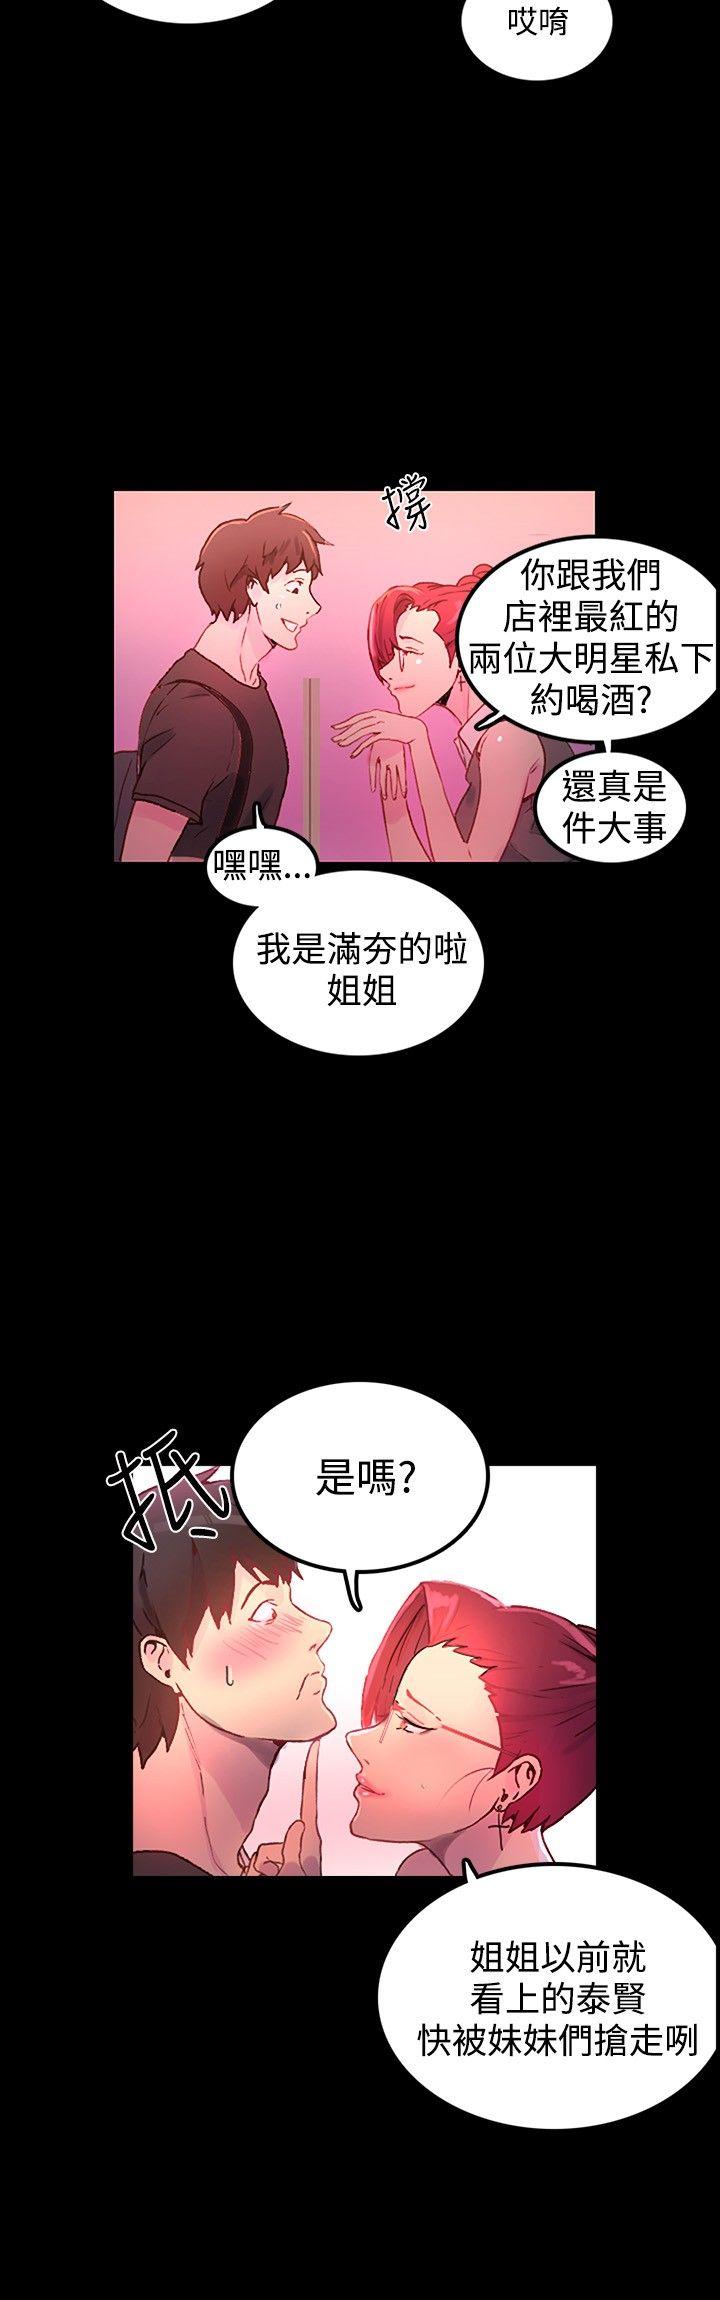 哎唷
撐
你跟我們
店裡最紅的
兩位大明星私下
約喝酒?
還真是
件大事
嘿嘿...
我是滿夯的啦
姐姐
是嗎?
抵
姐姐以前就
看上的泰賢
快被妹妹們搶走咧